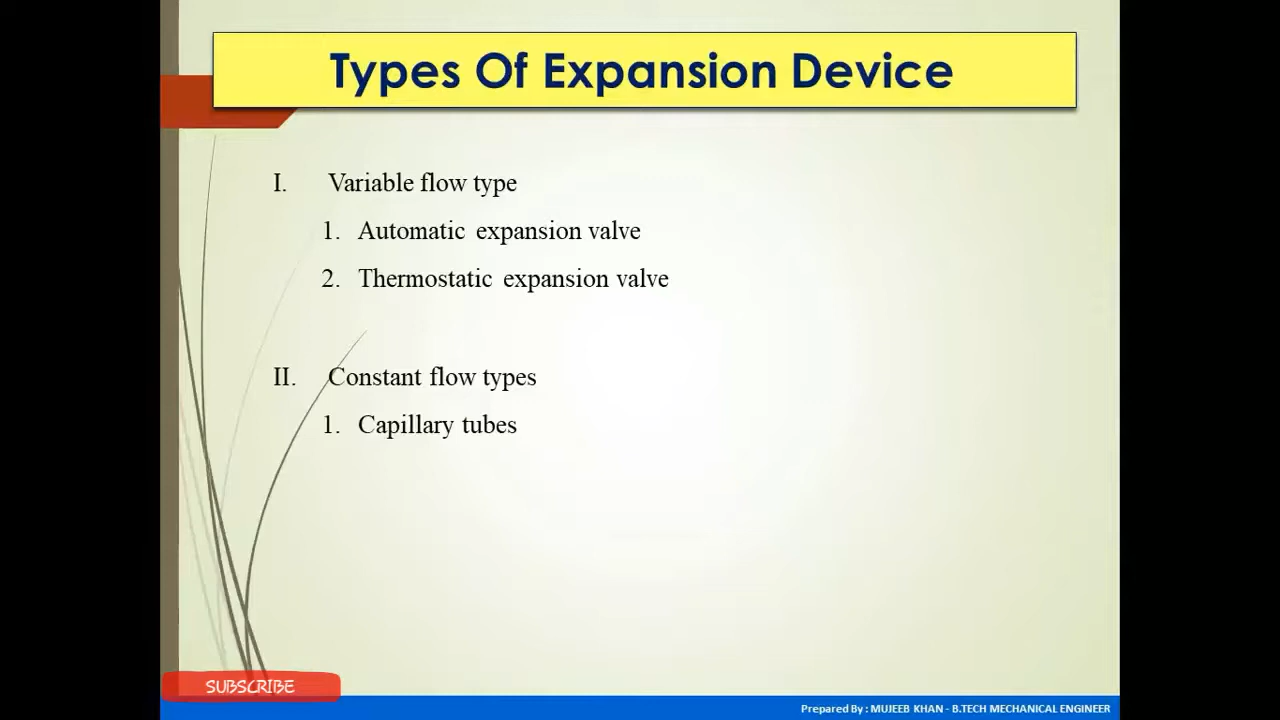 Types Of Expansion Device
I. Variable flow type
1. Automatic expansion valve
2. Thermostatic expansion valve
II. Constant flow types
1. Capillary tubes
SUBSCRIBE
Prepared By : MUJEEB KHAN - B.TECH MECHANICAL ENGINEER